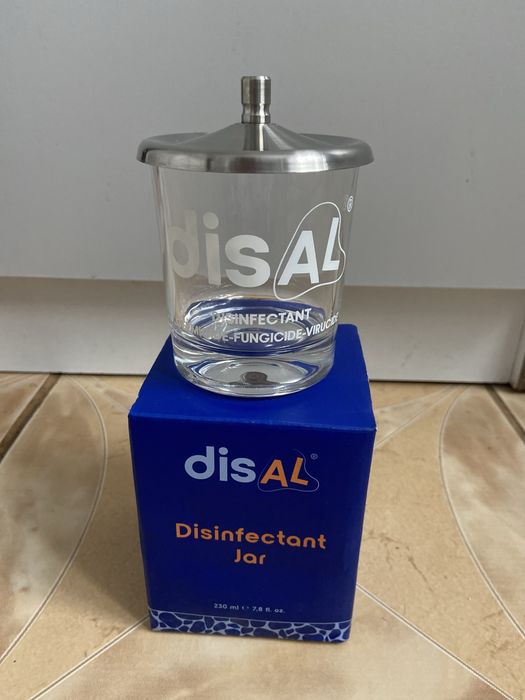 disAL®
DISINFECTANT
-FUNGICIDE-VIRUCIDE
disAL®
Disinfectant
Jar
230 ml ℮ 7,8 fl. oz.